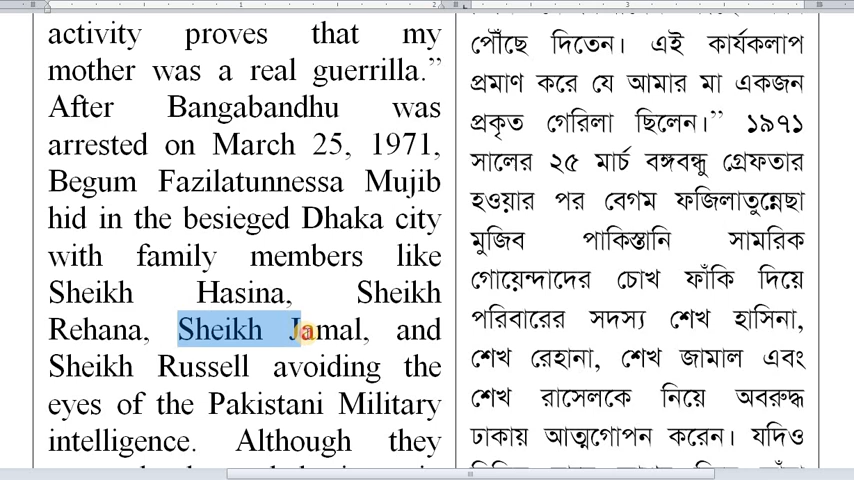 activity proves that my
mother was a real guerrilla.”
After Bangabandhu was
arrested on March 25, 1971,
Begum Fazilatunnessa Mujib
hid in the besieged Dhaka city
with family members like
Sheikh Hasina, Sheikh
Rehana, Sheikh Jamal, and
Sheikh Russell avoiding the
eyes of the Pakistani Military
intelligence. Although they
পৌঁছে দিতেন। এই কার্যকলাপ
প্রমাণ করে যে আমার মা একজন
প্রকৃত গেরিলা ছিলেন।” ১৯৭১
সালের ২৫ মার্চ বঙ্গবন্ধু গ্রেফতার
হওয়ার পর বেগম ফজিলাতুন্নেছা
মুজিব পাকিস্তানি সামরিক
গোয়েন্দাদের চোখ ফাঁকি দিয়ে
পরিবারের সদস্য শেখ হাসিনা,
শেখ রেহানা, শেখ জামাল এবং
শেখ রাসেলকে নিয়ে অবরুদ্ধ
ঢাকায় আত্মগোপন করেন। যদিও